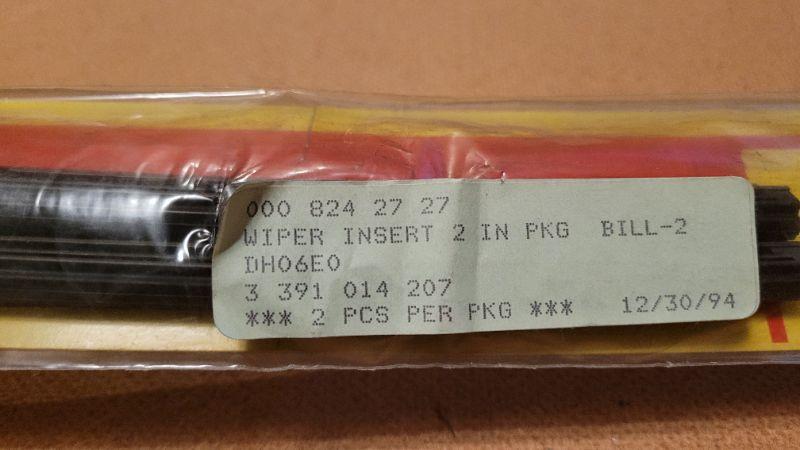 000 824 27 27
WIPER INSERT 2 IN PKG BILL-2
DH06E0
3 391 014 207
*** 2 PCS PER PKG *** 12/30/94